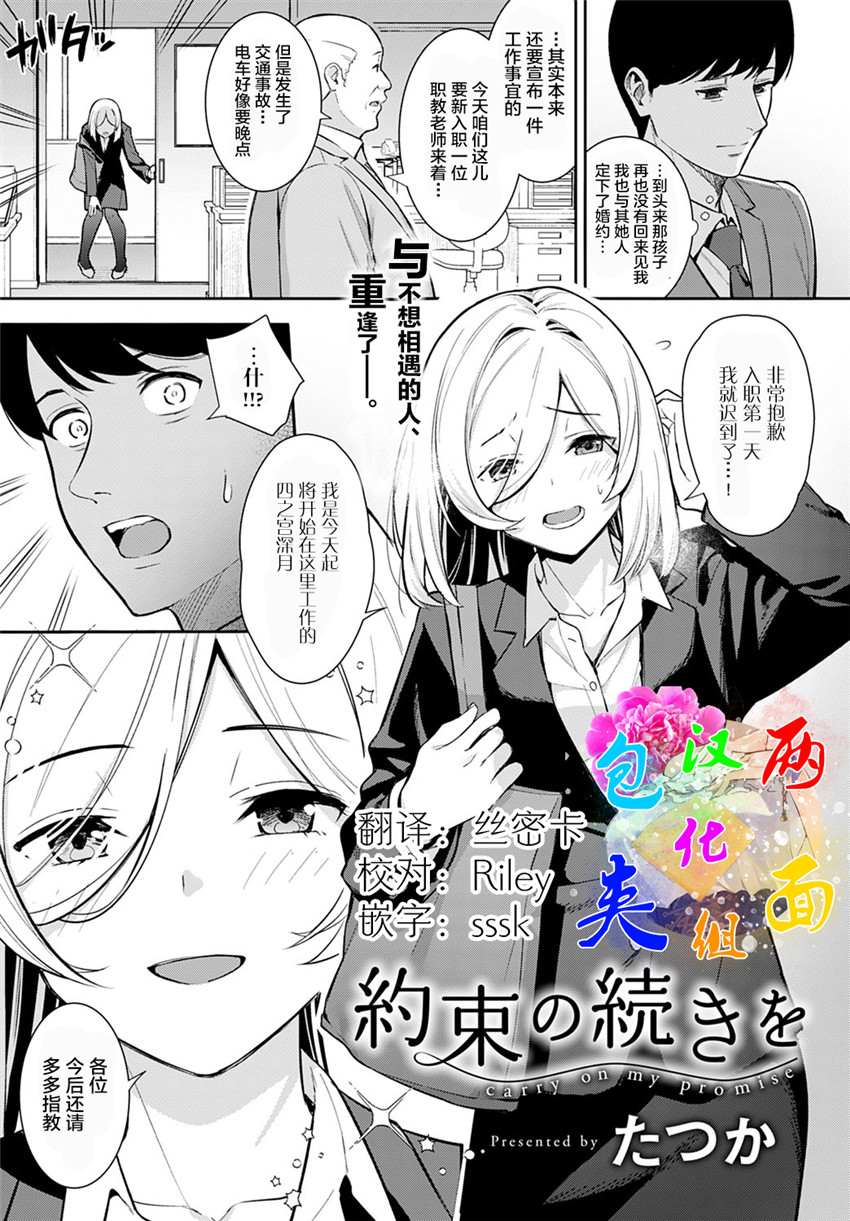 …到头来那孩子
再也没有回来见我
我也与其她人
定下了婚约…
…其实本来
还要宣布一件
工作事宜的
今天咱们这儿
要新入职一位
职教老师来着…
但是发生了
交通事故…
电车好像要晚点
ガタッ
与不想相遇的人、
重逢了——。
非常抱歉
入职第一天
我就迟到了…！
…什!!?
我是今天起
将开始在这里工作的
四之宫深月
各位
今后还请
多多指教
两面
汉化组
包夹
翻译：丝密卡
校对：Riley
嵌字：sssk
約束の続きを
carry on my promise
Presented by たつか